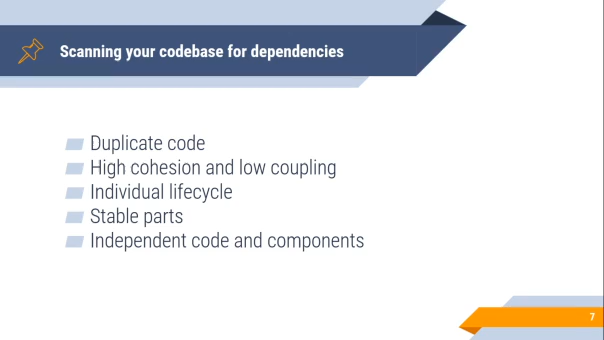 Scanning your codebase for dependencies
Duplicate code
High cohesion and low coupling
Individual lifecycle
Stable parts
Independent code and components
7